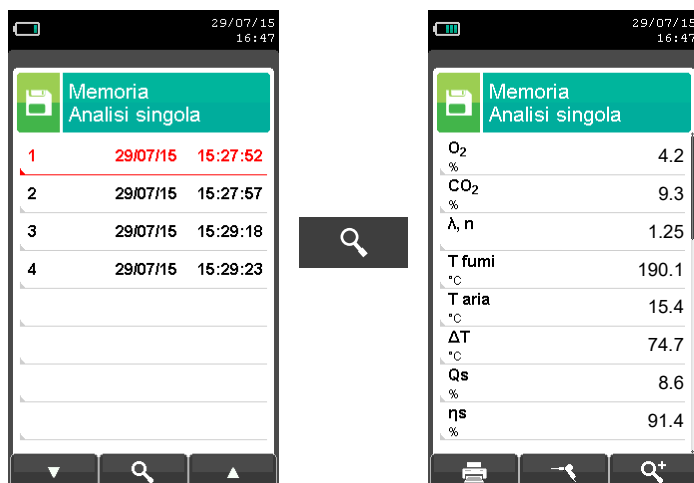 29/07/15
16:47
Memoria
Analisi singola
1 29/07/15 15:27:52
2 29/07/15 15:27:57
3 29/07/15 15:29:18
4 29/07/15 15:29:23
29/07/15
16:47
Memoria
Analisi singola
O₂ 4.2
%
CO₂ 9.3
%
λ, n 1.25
T fumi 190.1
°C
T aria 15.4
°C
ΔT 74.7
°C
Qs 8.6
%
ηs 91.4
%